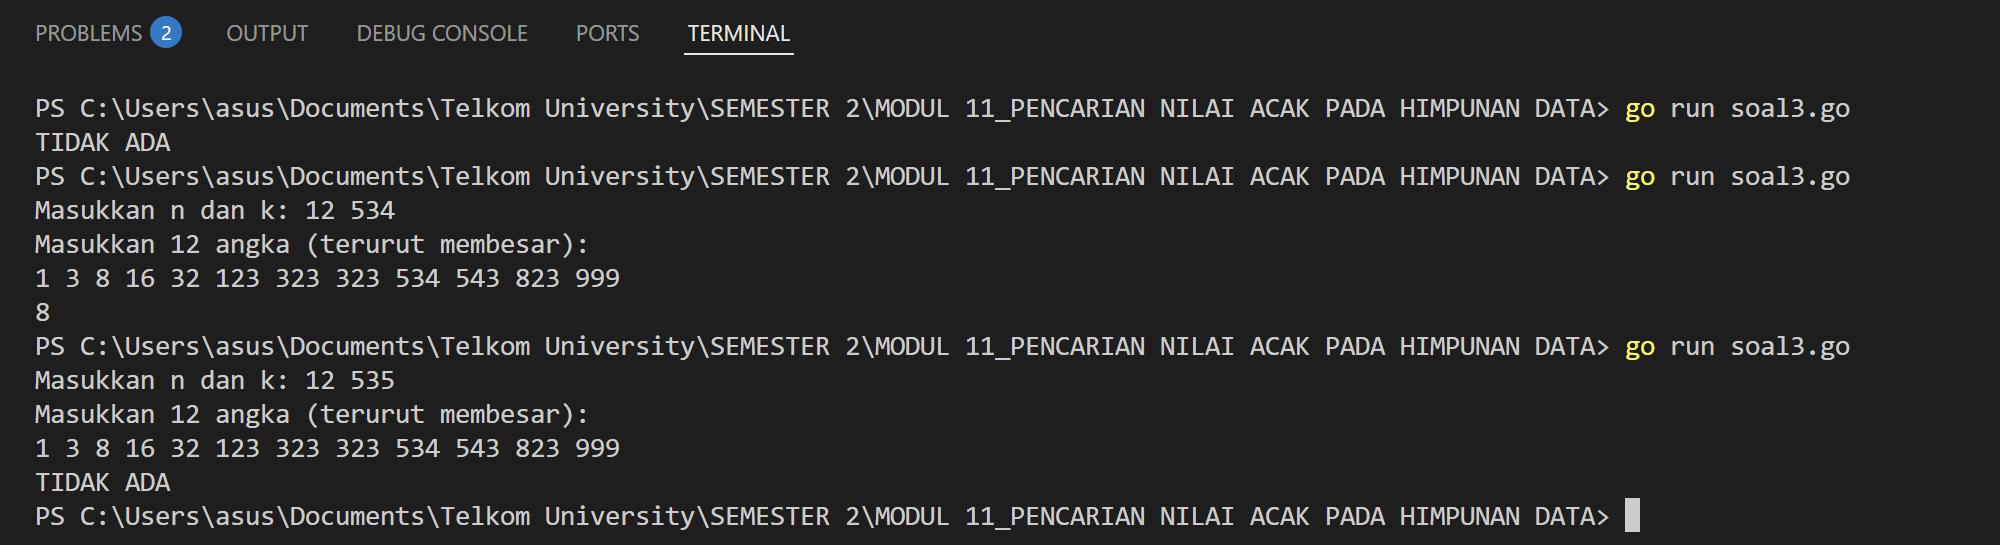 PROBLEMS 2 OUTPUT DEBUG CONSOLE PORTS TERMINAL
PS C:\Users\asus\Documents\Telkom University\SEMESTER 2\MODUL 11_PENCARIAN NILAI ACAK PADA HIMPUNAN DATA> go run soal3.go
TIDAK ADA
PS C:\Users\asus\Documents\Telkom University\SEMESTER 2\MODUL 11_PENCARIAN NILAI ACAK PADA HIMPUNAN DATA> go run soal3.go
Masukkan n dan k: 12 534
Masukkan 12 angka (terurut membesar):
1 3 8 16 32 123 323 323 534 543 823 999
8
PS C:\Users\asus\Documents\Telkom University\SEMESTER 2\MODUL 11_PENCARIAN NILAI ACAK PADA HIMPUNAN DATA> go run soal3.go
Masukkan n dan k: 12 535
Masukkan 12 angka (terurut membesar):
1 3 8 16 32 123 323 323 534 543 823 999
TIDAK ADA
PS C:\Users\asus\Documents\Telkom University\SEMESTER 2\MODUL 11_PENCARIAN NILAI ACAK PADA HIMPUNAN DATA>